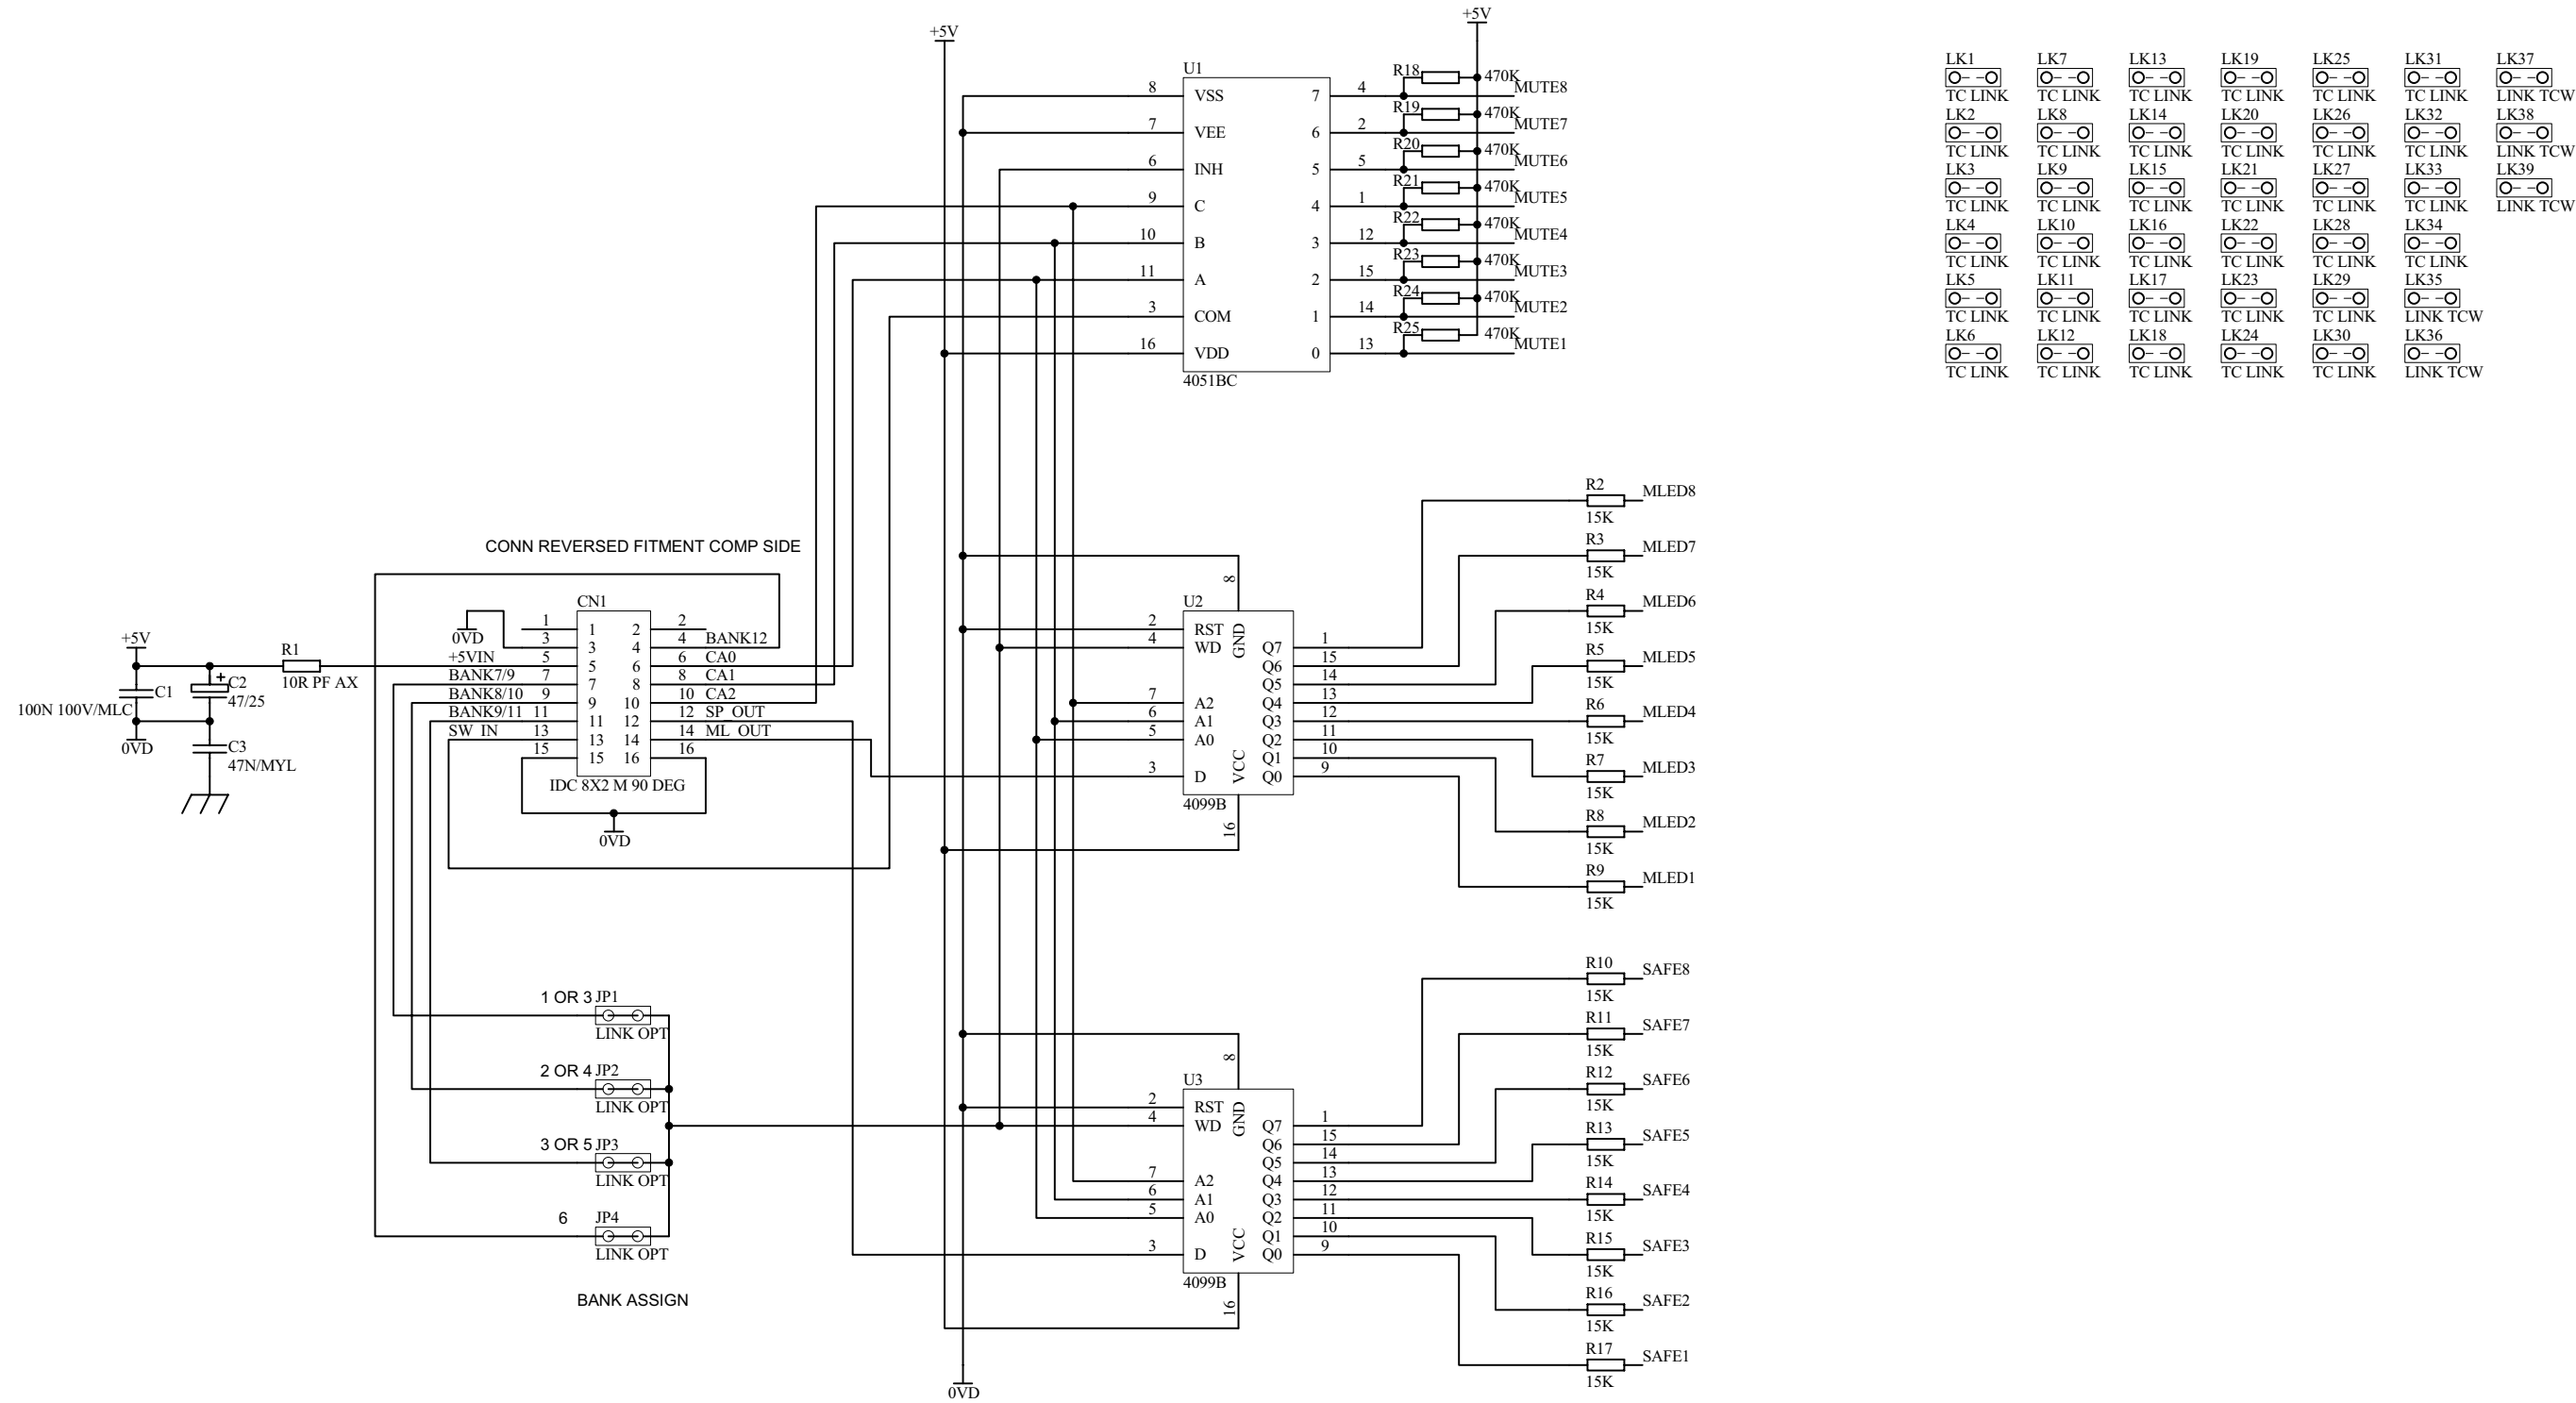 +5V
+5V
U1
8 VSS 7 4
7 VEE 6 2
6 INH 5 5
9 C 4 1
10 B 3 12
11 A 2 15
3 COM 1 14
16 VDD 0 13
4051BC
R18 470K MUTE8
R19 470K MUTE7
R20 470K MUTE6
R21 470K MUTE5
R22 470K MUTE4
R23 470K MUTE3
R24 470K MUTE2
R25 470K MUTE1
LK1 LK7 LK13 LK19 LK25 LK31 LK37
TC LINK TC LINK TC LINK TC LINK TC LINK TC LINK LINK TCW
LK2 LK8 LK14 LK20 LK26 LK32 LK38
TC LINK TC LINK TC LINK TC LINK TC LINK TC LINK LINK TCW
LK3 LK9 LK15 LK21 LK27 LK33 LK39
TC LINK TC LINK TC LINK TC LINK TC LINK TC LINK LINK TCW
LK4 LK10 LK16 LK22 LK28 LK34
TC LINK TC LINK TC LINK TC LINK TC LINK TC LINK
LK5 LK11 LK17 LK23 LK29 LK35
TC LINK TC LINK TC LINK TC LINK TC LINK LINK TCW
LK6 LK12 LK18 LK24 LK30 LK36
TC LINK TC LINK TC LINK TC LINK TC LINK LINK TCW
CONN REVERSED FITMENT COMP SIDE
CN1
1 1 2 2
0VD 3 3 4 4 BANK12
+5VIN 5 5 6 6 CA0
BANK7/9 7 7 8 8 CA1
BANK8/10 9 9 10 10 CA2
BANK9/11 11 11 12 12 SP_OUT
SW_IN 13 13 14 14 ML_OUT
15 15 16 16
IDC 8X2 M 90 DEG
0VD
+5V
R1
10R PF AX
C1
100N 100V/MLC
+ C2
47/25
0VD
C3
47N/MYL
U2
8
GND
2 RST
4 WD Q7 1
Q6 15
Q5 14
7 A2 Q4 13
6 A1 Q3 12
5 A0 Q2 11
VCC Q1 10
3 D Q0 9
4099B
16
R2 MLED8
15K
R3 MLED7
15K
R4 MLED6
15K
R5 MLED5
15K
R6 MLED4
15K
R7 MLED3
15K
R8 MLED2
15K
R9 MLED1
15K
1 OR 3 JP1
LINK OPT
2 OR 4 JP2
LINK OPT
3 OR 5 JP3
LINK OPT
6 JP4
LINK OPT
BANK ASSIGN
U3
8
GND
2 RST
4 WD Q7 1
Q6 15
Q5 14
7 A2 Q4 13
6 A1 Q3 12
5 A0 Q2 11
VCC Q1 10
3 D Q0 9
4099B
16
0VD
R10 SAFE8
15K
R11 SAFE7
15K
R12 SAFE6
15K
R13 SAFE5
15K
R14 SAFE4
15K
R15 SAFE3
15K
R16 SAFE2
15K
R17 SAFE1
15K